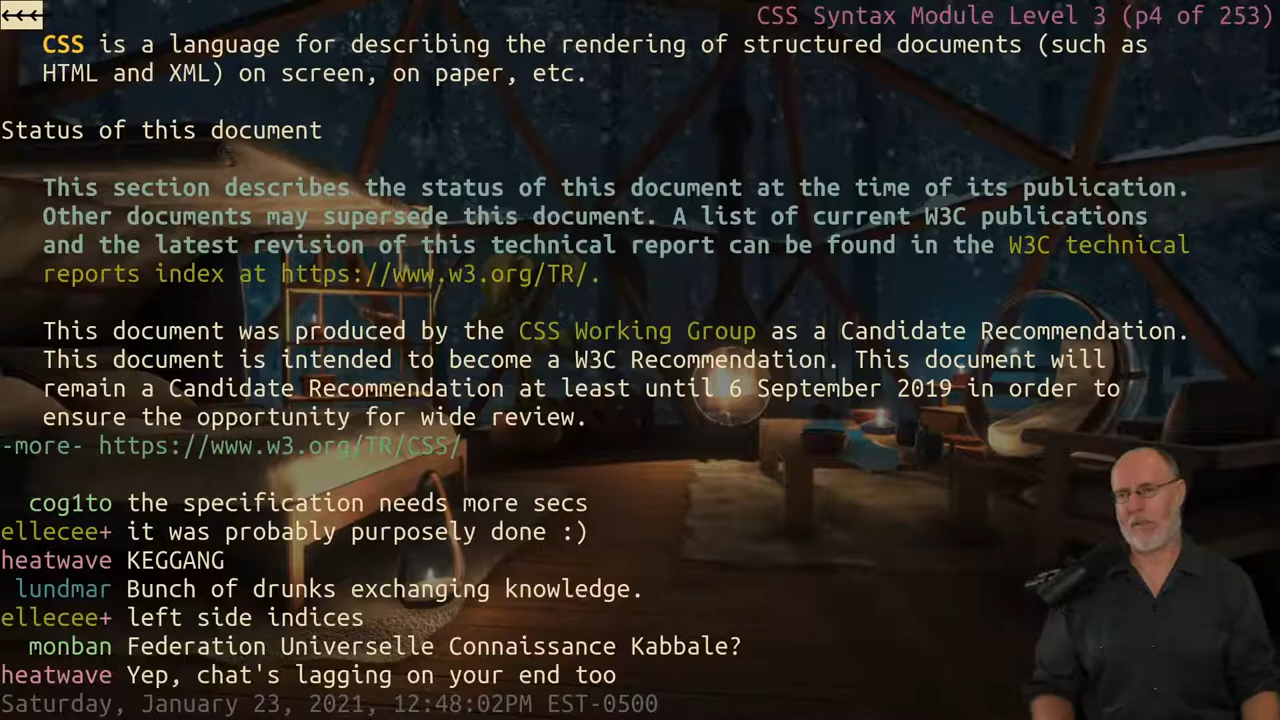 ←←←
CSS Syntax Module Level 3 (p4 of 253)
CSS is a language for describing the rendering of structured documents (such as
HTML and XML) on screen, on paper, etc.
Status of this document
This section describes the status of this document at the time of its publication.
Other documents may supersede this document. A list of current W3C publications
and the latest revision of this technical report can be found in the W3C technical
reports index at https://www.w3.org/TR/.
This document was produced by the CSS Working Group as a Candidate Recommendation.
This document is intended to become a W3C Recommendation. This document will
remain a Candidate Recommendation at least until 6 September 2019 in order to
ensure the opportunity for wide review.
-more- https://www.w3.org/TR/CSS/
cog1to the specification needs more secs
ellecee+ it was probably purposely done :)
heatwave KEGGANG
lundmar Bunch of drunks exchanging knowledge.
ellecee+ left side indices
monban Federation Universelle Connaissance Kabbale?
heatwave Yep, chat's lagging on your end too
Saturday, January 23, 2021, 12:48:02PM EST-0500